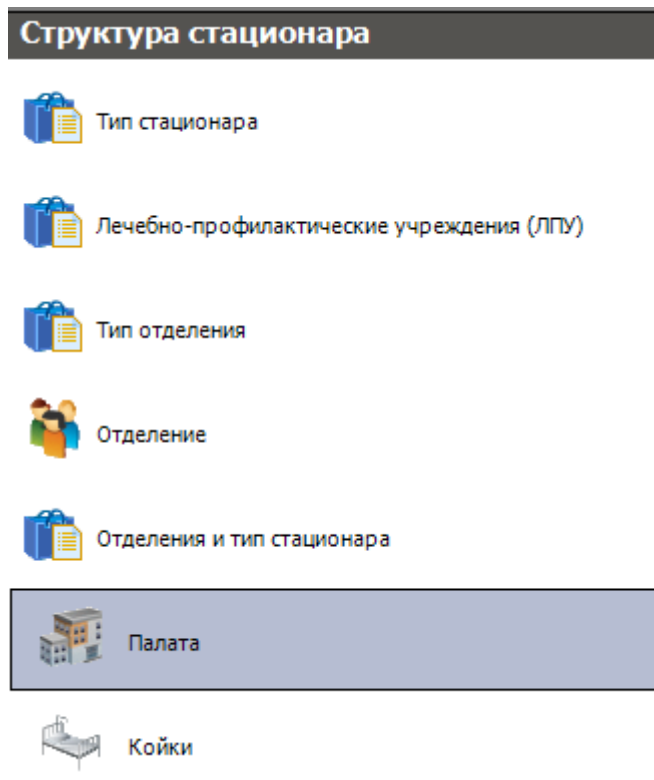 Структура стационара
Тип стационара
Лечебно-профилактические учреждения (ЛПУ)
Тип отделения
Отделение
Отделения и тип стационара
Палата
Койки